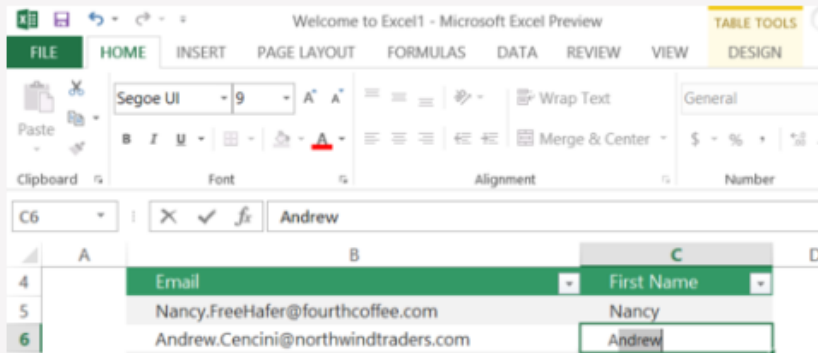 Welcome to Excel1 - Microsoft Excel Preview TABLE TOOLS
FILE HOME INSERT PAGE LAYOUT FORMULAS DATA REVIEW VIEW DESIGN
Segoe UI 9 A A Wrap Text General
Paste
B I U A Merge & Center $ %
Clipboard Font Alignment Number
C6 fx Andrew
A B C D
4 Email First Name
5 Nancy.FreeHafer@fourthcoffee.com Nancy
6 Andrew.Cencini@northwindtraders.com Andrew